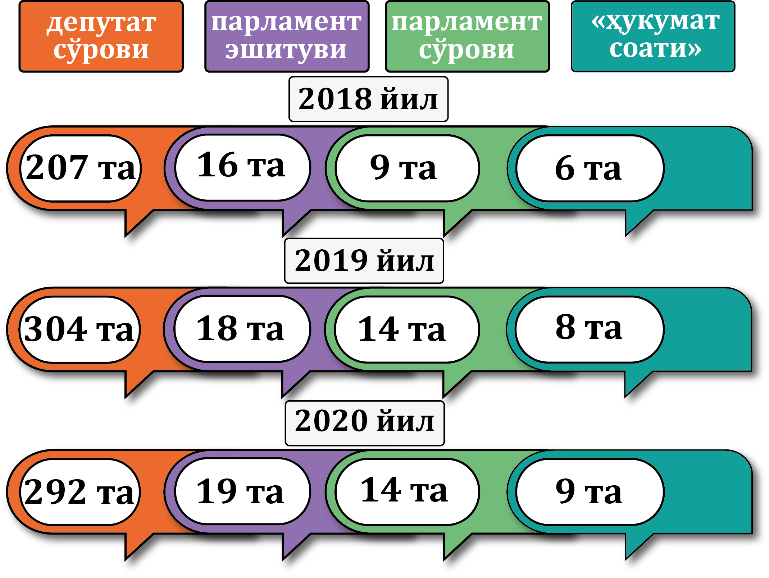 депутат
сўрови
парламент
эшитуви
парламент
сўрови
«ҳукумат
соати»
2018 йил
207 та
16 та
9 та
6 та
2019 йил
304 та
18 та
14 та
8 та
2020 йил
292 та
19 та
14 та
9 та